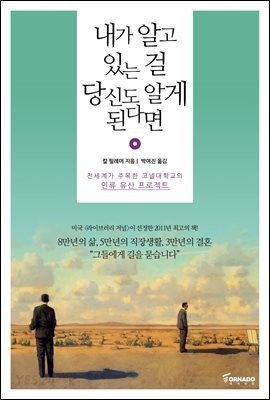 내가 알고
있는 걸
당신도 알게
된다면
칼 필레머 지음 | 박여진 옮김
전세계가 주목한 코넬대학교의
인류 유산 프로젝트
미국 《라이브러리 저널》이 선정한 2011년 최고의 책!
8만년의 삶, 5만년의 직장생활, 3만년의 결혼
"그들에게 길을 묻습니다"
TORNADO